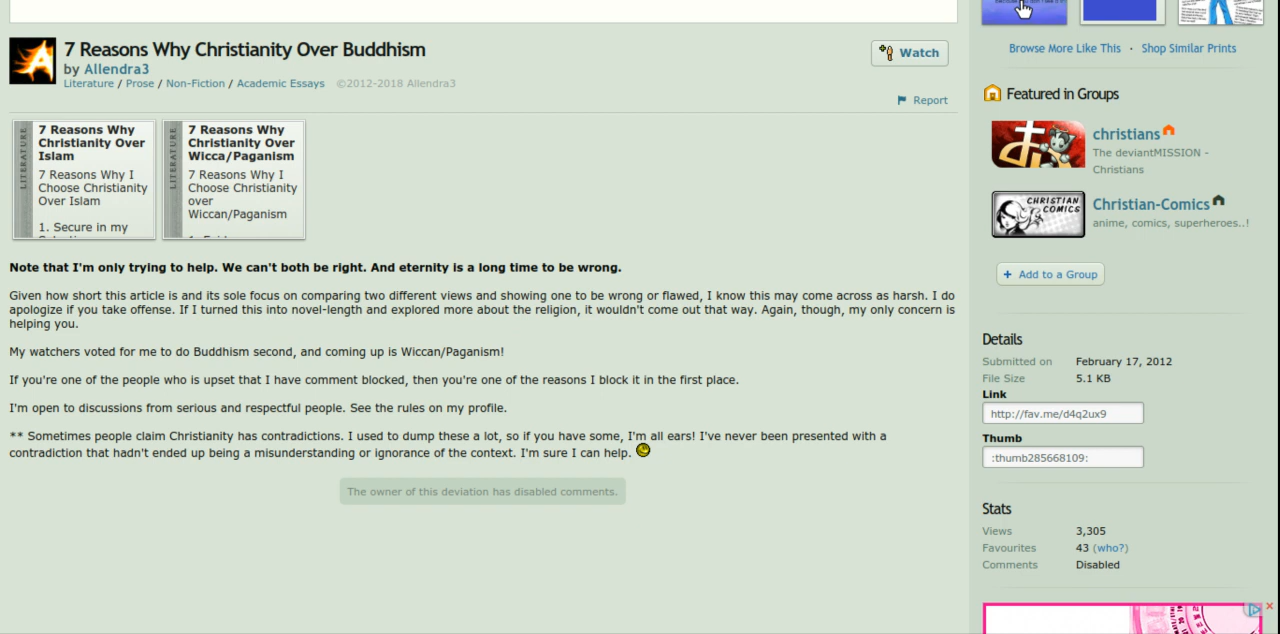 7 Reasons Why Christianity Over Buddhism
by Allendra3
Literature / Prose / Non-Fiction / Academic Essays ©2012-2018 Allendra3
Watch
Report
LITERATURE
7 Reasons Why
Christianity Over
Islam
7 Reasons Why I
Choose Christianity
Over Islam
1. Secure in my
LITERATURE
7 Reasons Why
Christianity Over
Wicca/Paganism
7 Reasons Why I
Choose Christianity
over
Wiccan/Paganism
Note that I'm only trying to help. We can't both be right. And eternity is a long time to be wrong.
Given how short this article is and its sole focus on comparing two different views and showing one to be wrong or flawed, I know this may come across as harsh. I do
apologize if you take offense. If I turned this into novel-length and explored more about the religion, it wouldn't come out that way. Again, though, my only concern is
helping you.
My watchers voted for me to do Buddhism second, and coming up is Wiccan/Paganism!
If you're one of the people who is upset that I have comment blocked, then you're one of the reasons I block it in the first place.
I'm open to discussions from serious and respectful people. See the rules on my profile.
** Sometimes people claim Christianity has contradictions. I used to dump these a lot, so if you have some, I'm all ears! I've never been presented with a
contradiction that hadn't ended up being a misunderstanding or ignorance of the context. I'm sure I can help.
The owner of this deviation has disabled comments.
Browse More Like This · Shop Similar Prints
Featured in Groups
christians
The deviantMISSION -
Christians
CHRISTIAN
COMICS
Christian-Comics
anime, comics, superheroes..!
+ Add to a Group
Details
Submitted on February 17, 2012
File Size 5.1 KB
Link
http://fav.me/d4q2ux9
Thumb
:thumb285668109:
Stats
Views 3,305
Favourites 43 (who?)
Comments Disabled